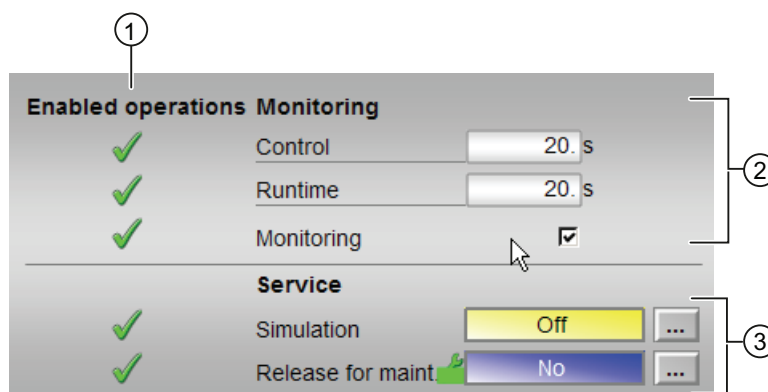 1
Enabled operations Monitoring
Control 20. s
Runtime 20. s
2
Monitoring
Service
Simulation Off ...
3
Release for maint. No ...